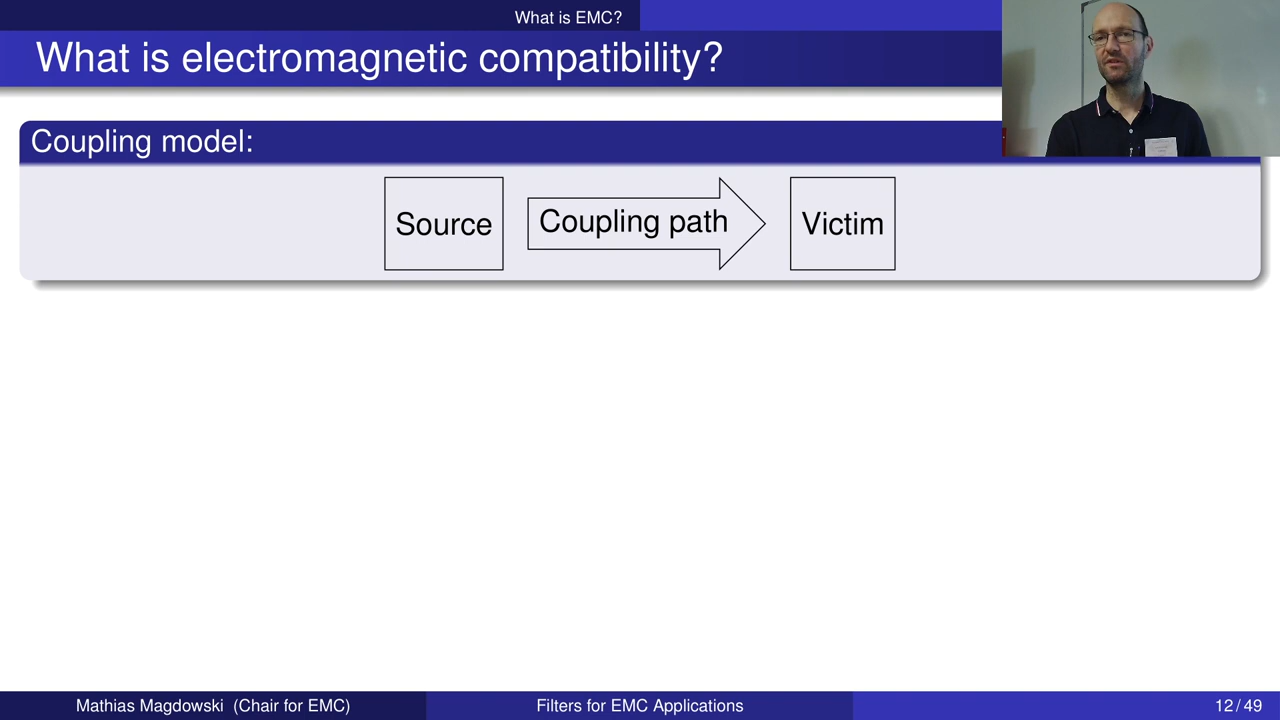 What is EMC?
What is electromagnetic compatibility?
Coupling model:
Source Coupling path Victim
Mathias Magdowski (Chair for EMC) Filters for EMC Applications 12 / 49